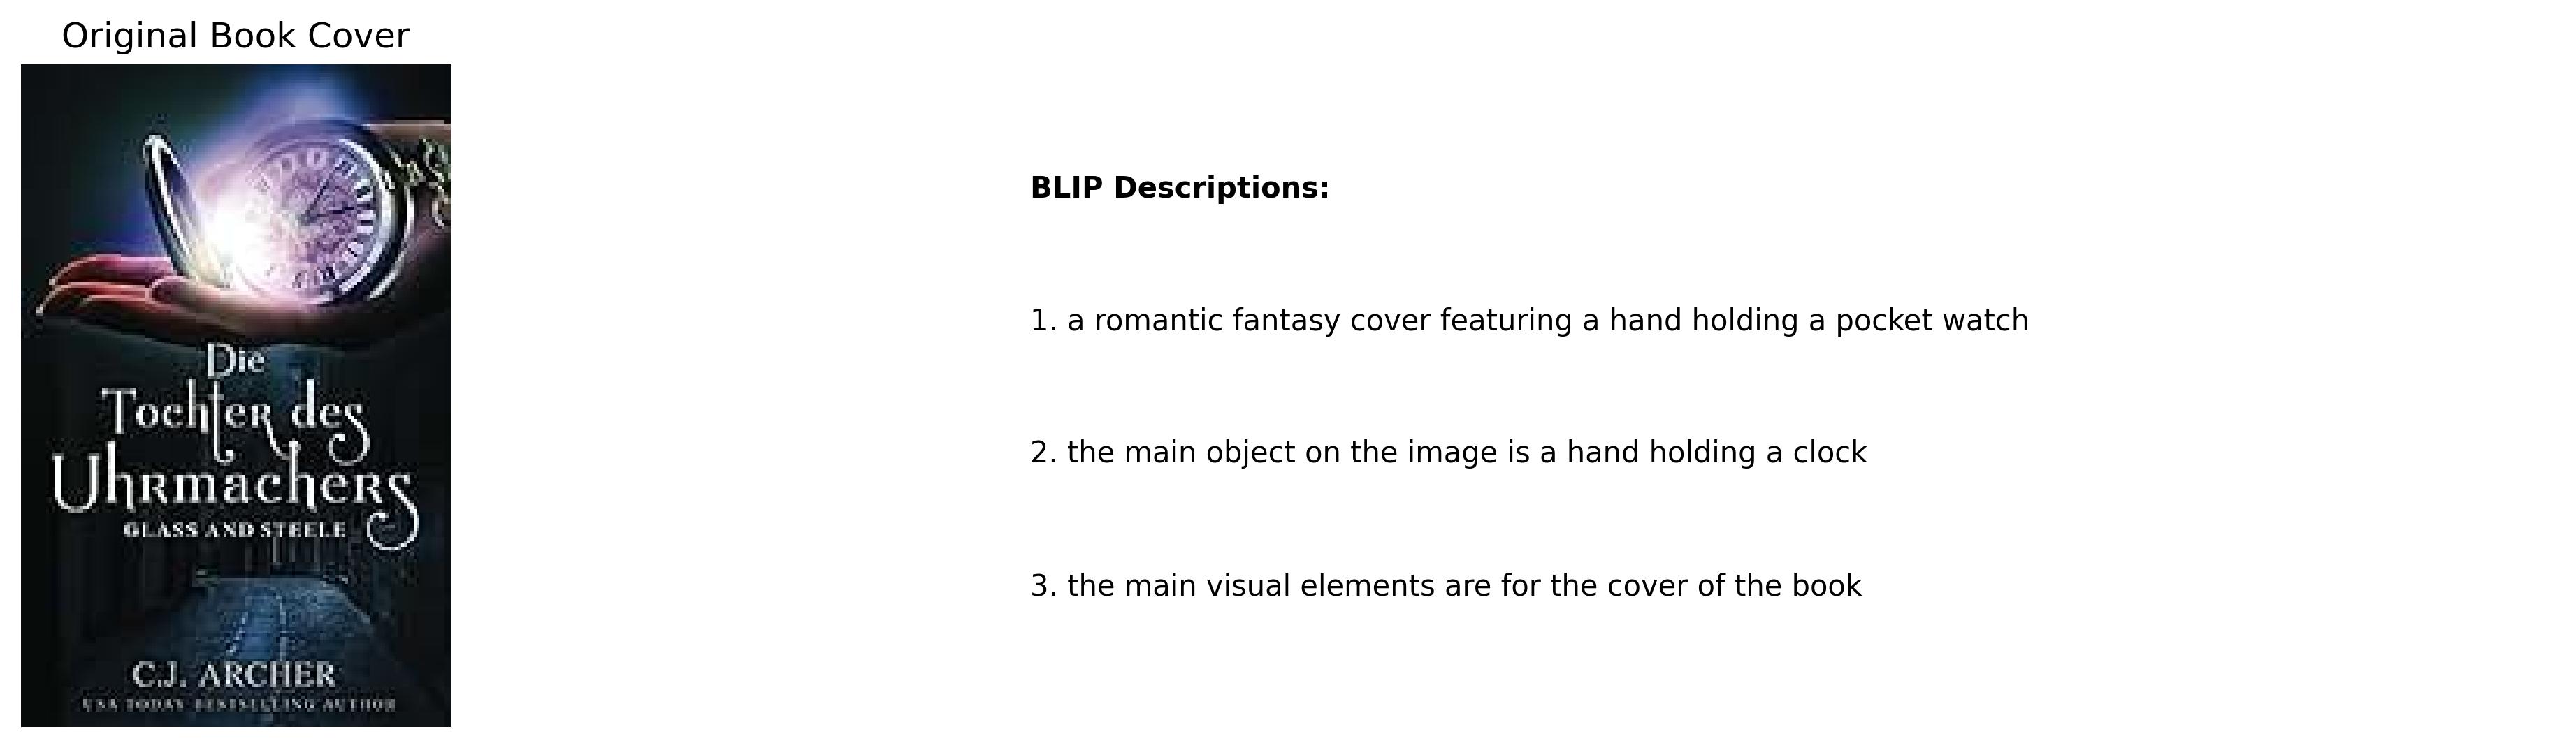 Original Book Cover
Die
Tochter des
Uhrmachers
GLASS AND STEELE
C.J. ARCHER
USA TODAY BESTSELLING AUTHOR
BLIP Descriptions:
1. a romantic fantasy cover featuring a hand holding a pocket watch
2. the main object on the image is a hand holding a clock
3. the main visual elements are for the cover of the book